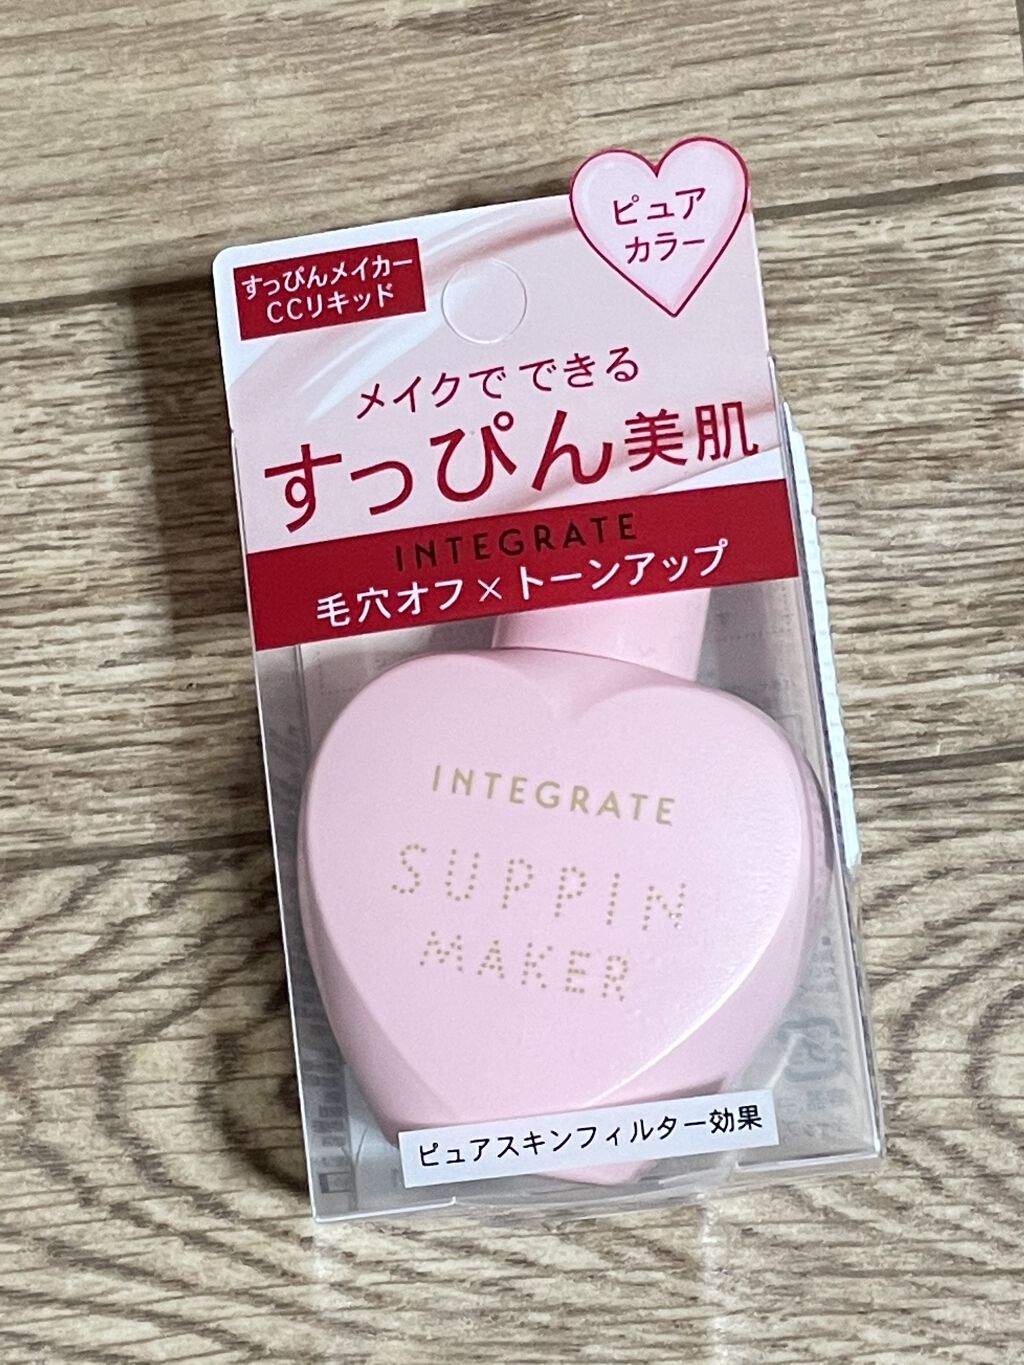 ピュア
カラー
すっぴんメイカー
CCリキッド
メイクでできる
すっぴん美肌
INTEGRATE
毛穴オフ×トーンアップ
INTEGRATE
SUPPIN
MAKER
ピュアスキンフィルター効果